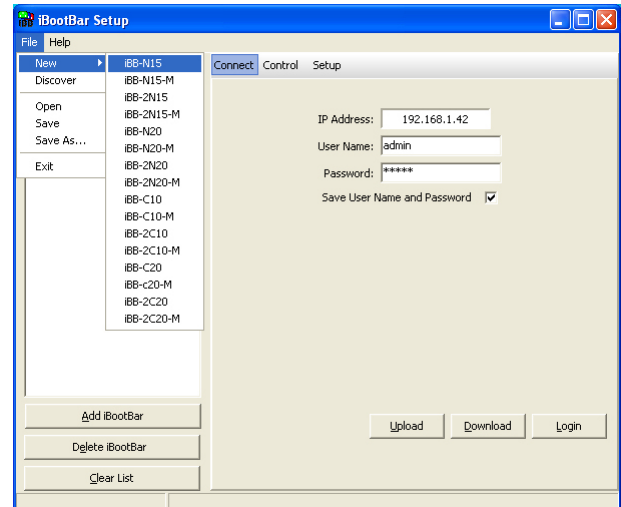 iBootBar Setup
File Help
New
Discover
Open
Save
Save As...
Exit
iBB-N15
iBB-N15-M
iBB-2N15
iBB-2N15-M
iBB-N20
iBB-N20-M
iBB-2N20
iBB-2N20-M
iBB-C10
iBB-C10-M
iBB-2C10
iBB-2C10-M
iBB-C20
iBB-c20-M
iBB-2C20
iBB-2C20-M
Connect Control Setup
IP Address: 192.168.1.42
User Name: admin
Password: *****
Save User Name and Password
Upload Download Login
Add iBootBar
Delete iBootBar
Clear List